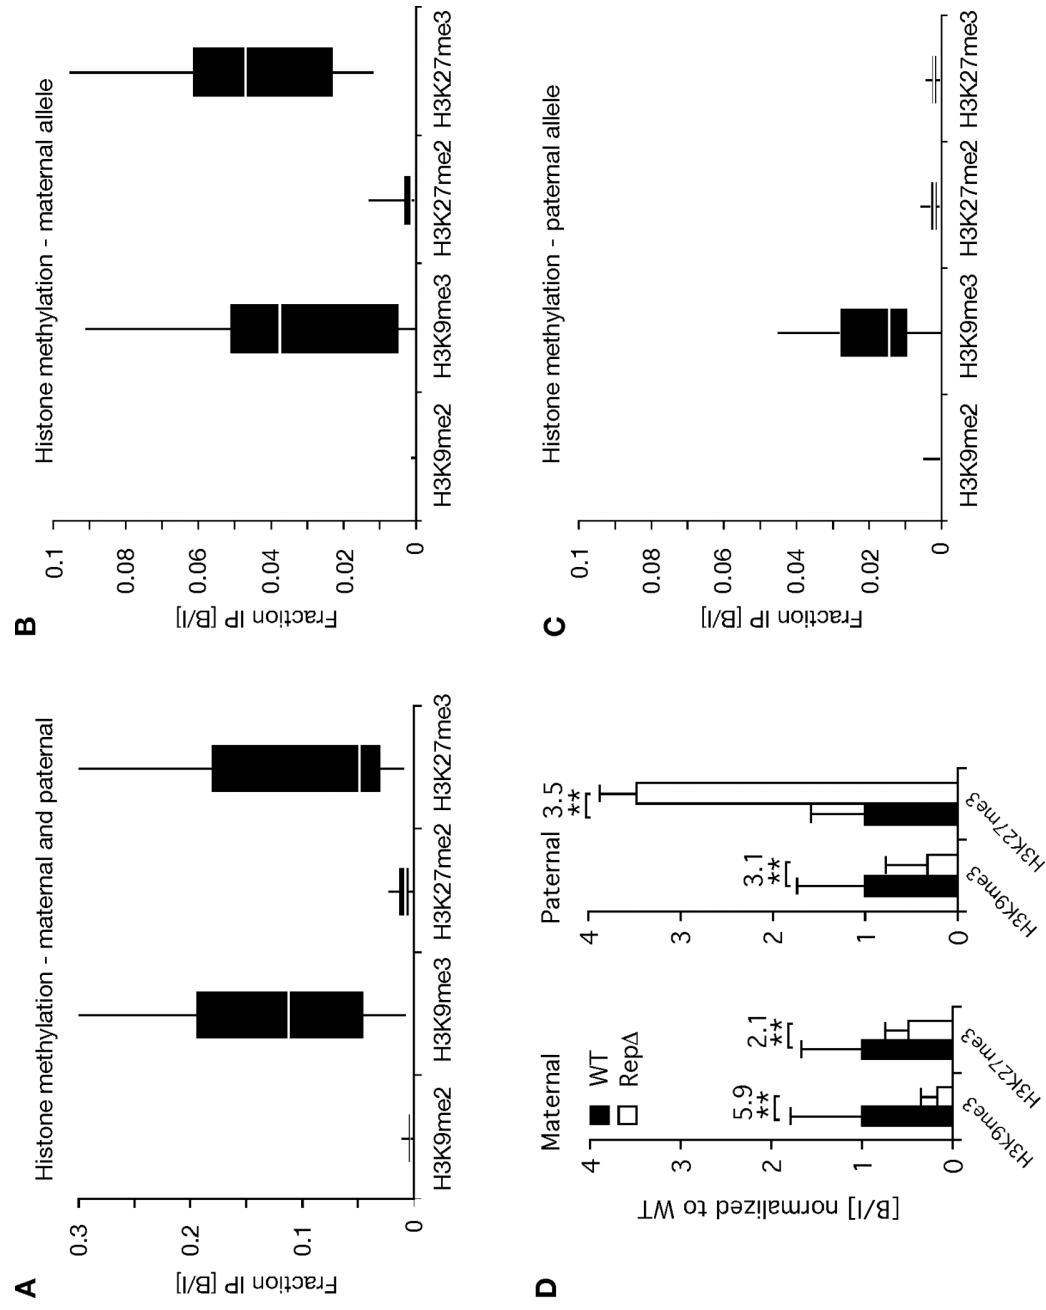 A
Histone methylation - maternal and paternal
Fraction IP [B/I]
0.3
0.2
0.1
0
H3K9me2
H3K9me3
H3K27me2
H3K27me3
B
Histone methylation - maternal allele
Fraction IP [B/I]
0.1
0.08
0.06
0.04
0.02
0
H3K9me2
H3K9me3
H3K27me2
H3K27me3
C
Histone methylation - paternal allele
Fraction IP [B/I]
0.1
0.08
0.06
0.04
0.02
0
H3K9me2
H3K9me3
H3K27me2
H3K27me3
D
Maternal
[B/I] normalized to WT
4
3
2
1
0
WT
RepΔ
5.9
**
2.1
**
H3K9me3
H3K27me3
Paternal
4
3
2
1
0
3.1
**
3.5
**
H3K9me3
H3K27me3